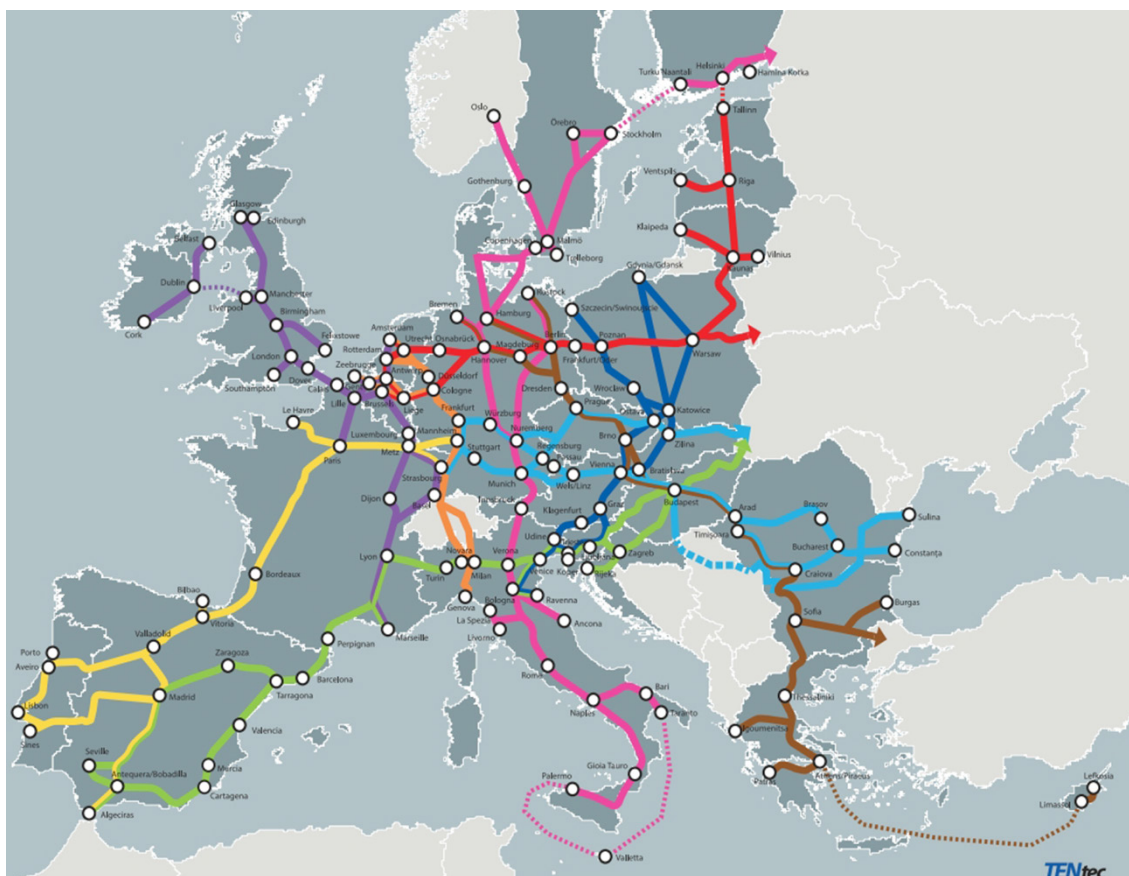 Helsinki
Turku Naantali
Hamina Kotka
Oslo
Örebro
Tallinn
Stockholm
Ventspils
Riga
Gothenburg
Glasgow
Edinburgh
Klaipeda
Belfast
Copenhagen
Malmö
Trelleborg
Vilnius
Kaunas
Gdynia/Gdansk
Dublin
Rostock
Manchester
Liverpool
Bremen
Szczecin/Swinoujscie
Cork
Birmingham
Hamburg
Felixstowe
Amsterdam
Utrecht
Osnabrück
Magdeburg
Berlin
Poznan
Rotterdam
London
Hannover
Frankfurt/Oder
Warsaw
Zeebrugge
Dover
Antwerp
Düsseldorf
Southampton
Calais
Cologne
Dresden
Wroclaw
Lille
Brussels
Liege
Le Havre
Frankfurt
Prague
Ostava
Katowice
Würzburg
Luxembourg
Mannheim
Nuremberg
Brno
Zilina
Paris
Metz
Stuttgart
Regensburg
Passau
Strasbourg
Munich
Wels/Linz
Vienna
Bratislava
Dijon
Basel
Innsbruck
Budapest
Klagenfurt
Graz
Arad
Braşov
Sulina
Udine
Timişoara
Lyon
Novara
Verona
Bucharest
Constanţa
Turin
Milan
Venice
Koper
Zagreb
Rijeka
Craiova
Bordeaux
Bilbao
Genova
Bologna
Ravenna
Burgas
Vitoria
La Spezia
Sofia
Valladolid
Perpignan
Marseille
Livorno
Ancona
Porto
Zaragoza
Aveiro
Roma
Madrid
Tarragona
Barcelona
Bari
Thessaloniki
Lisbon
Naples
Taranto
Valencia
Igoumenitsa
Sines
Seville
Murcia
Gioia Tauro
Antequera/Bobadilla
Palermo
Patras
Athens/Piraeus
Cartagena
Lefkosia
Limassol
Algeciras
Valletta
TENtec